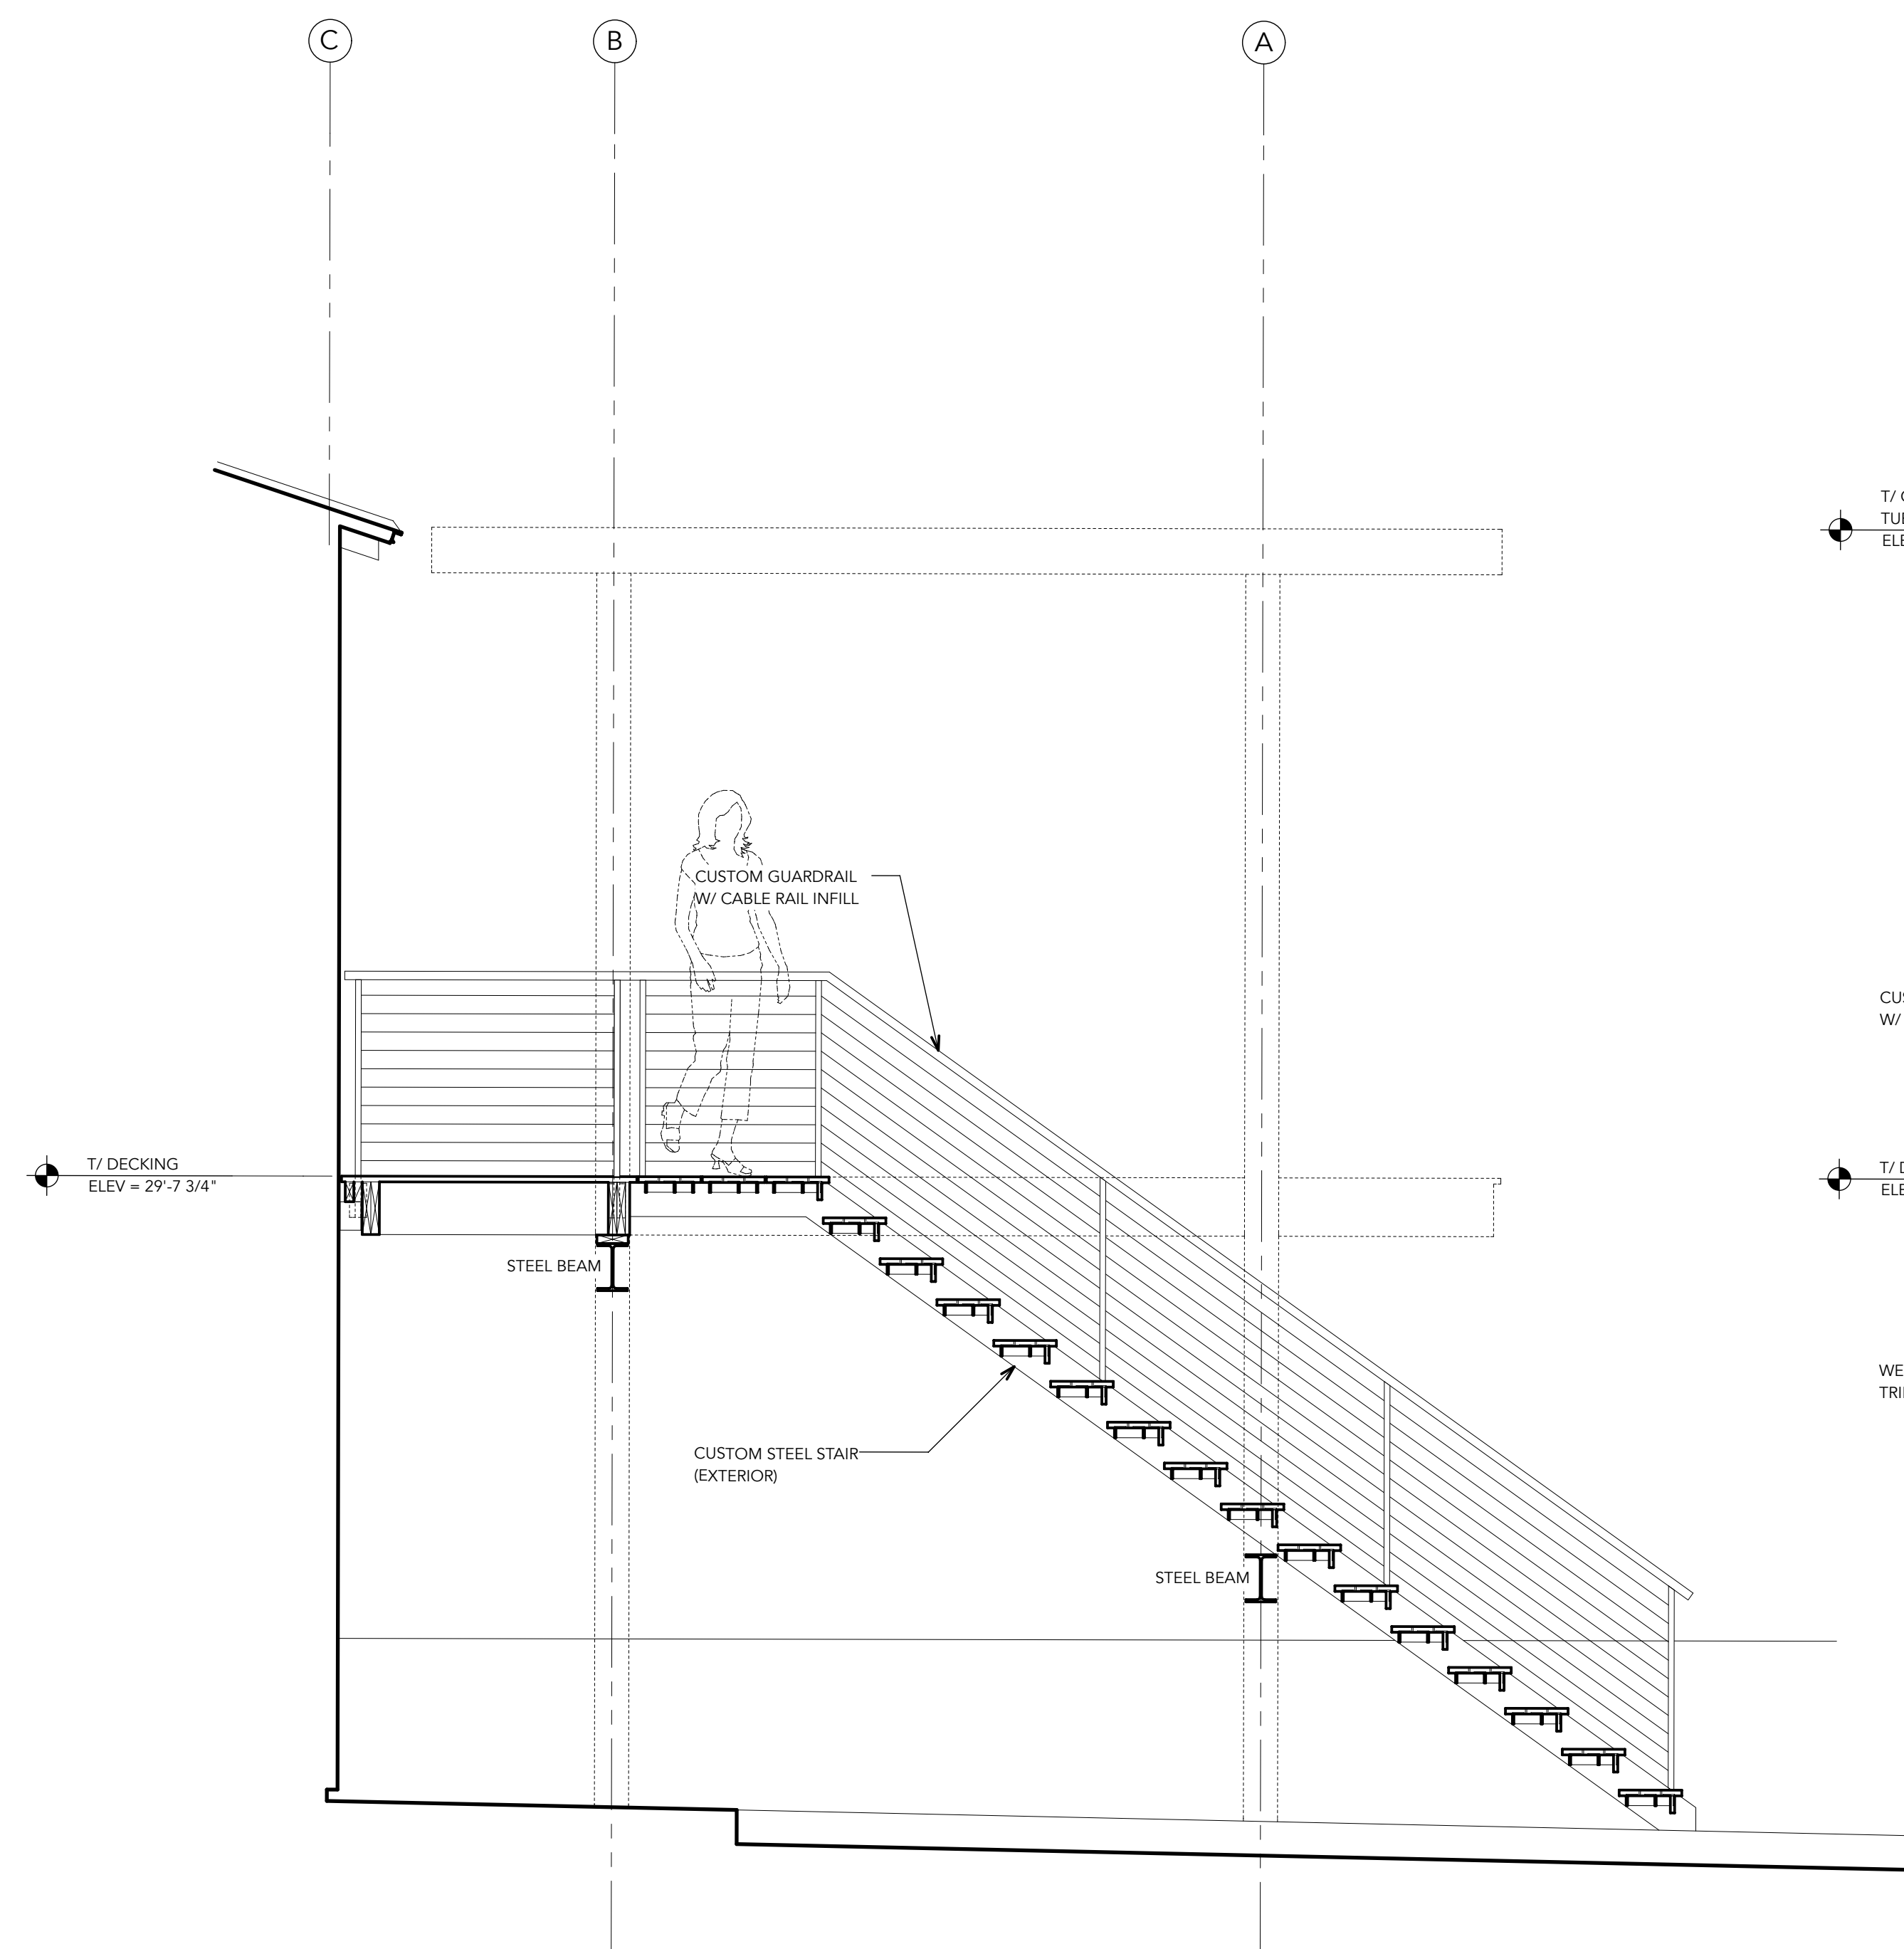 C
B
A
T/
CUSTOM GUARDRAIL
W/ CABLE RAIL INFILL
W/
T/ DECKING
ELEV = 29'-7 3/4"
T/
STEEL BEAM
CUSTOM STEEL STAIR
(EXTERIOR)
STEEL BEAM